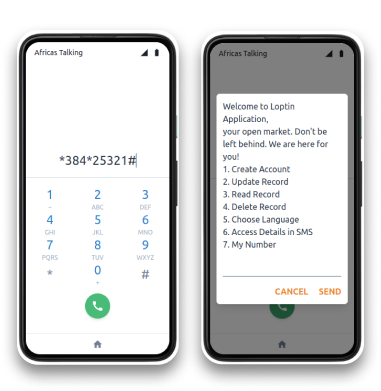 Africas Talking
*384*25321#
1
2
3
–
ABC
DEF
4
5
6
GHI
JKL
MNO
7
8
9
PQRS
TUV
WXYZ
*
0
#
+
Africas Talking
Welcome to Loptin
Application,
your open market. Don't be
left behind. We are here for
you!
1. Create Account
2. Update Record
3. Read Record
4. Delete Record
5. Choose Language
6. Access Details in SMS
7. My Number
CANCEL SEND